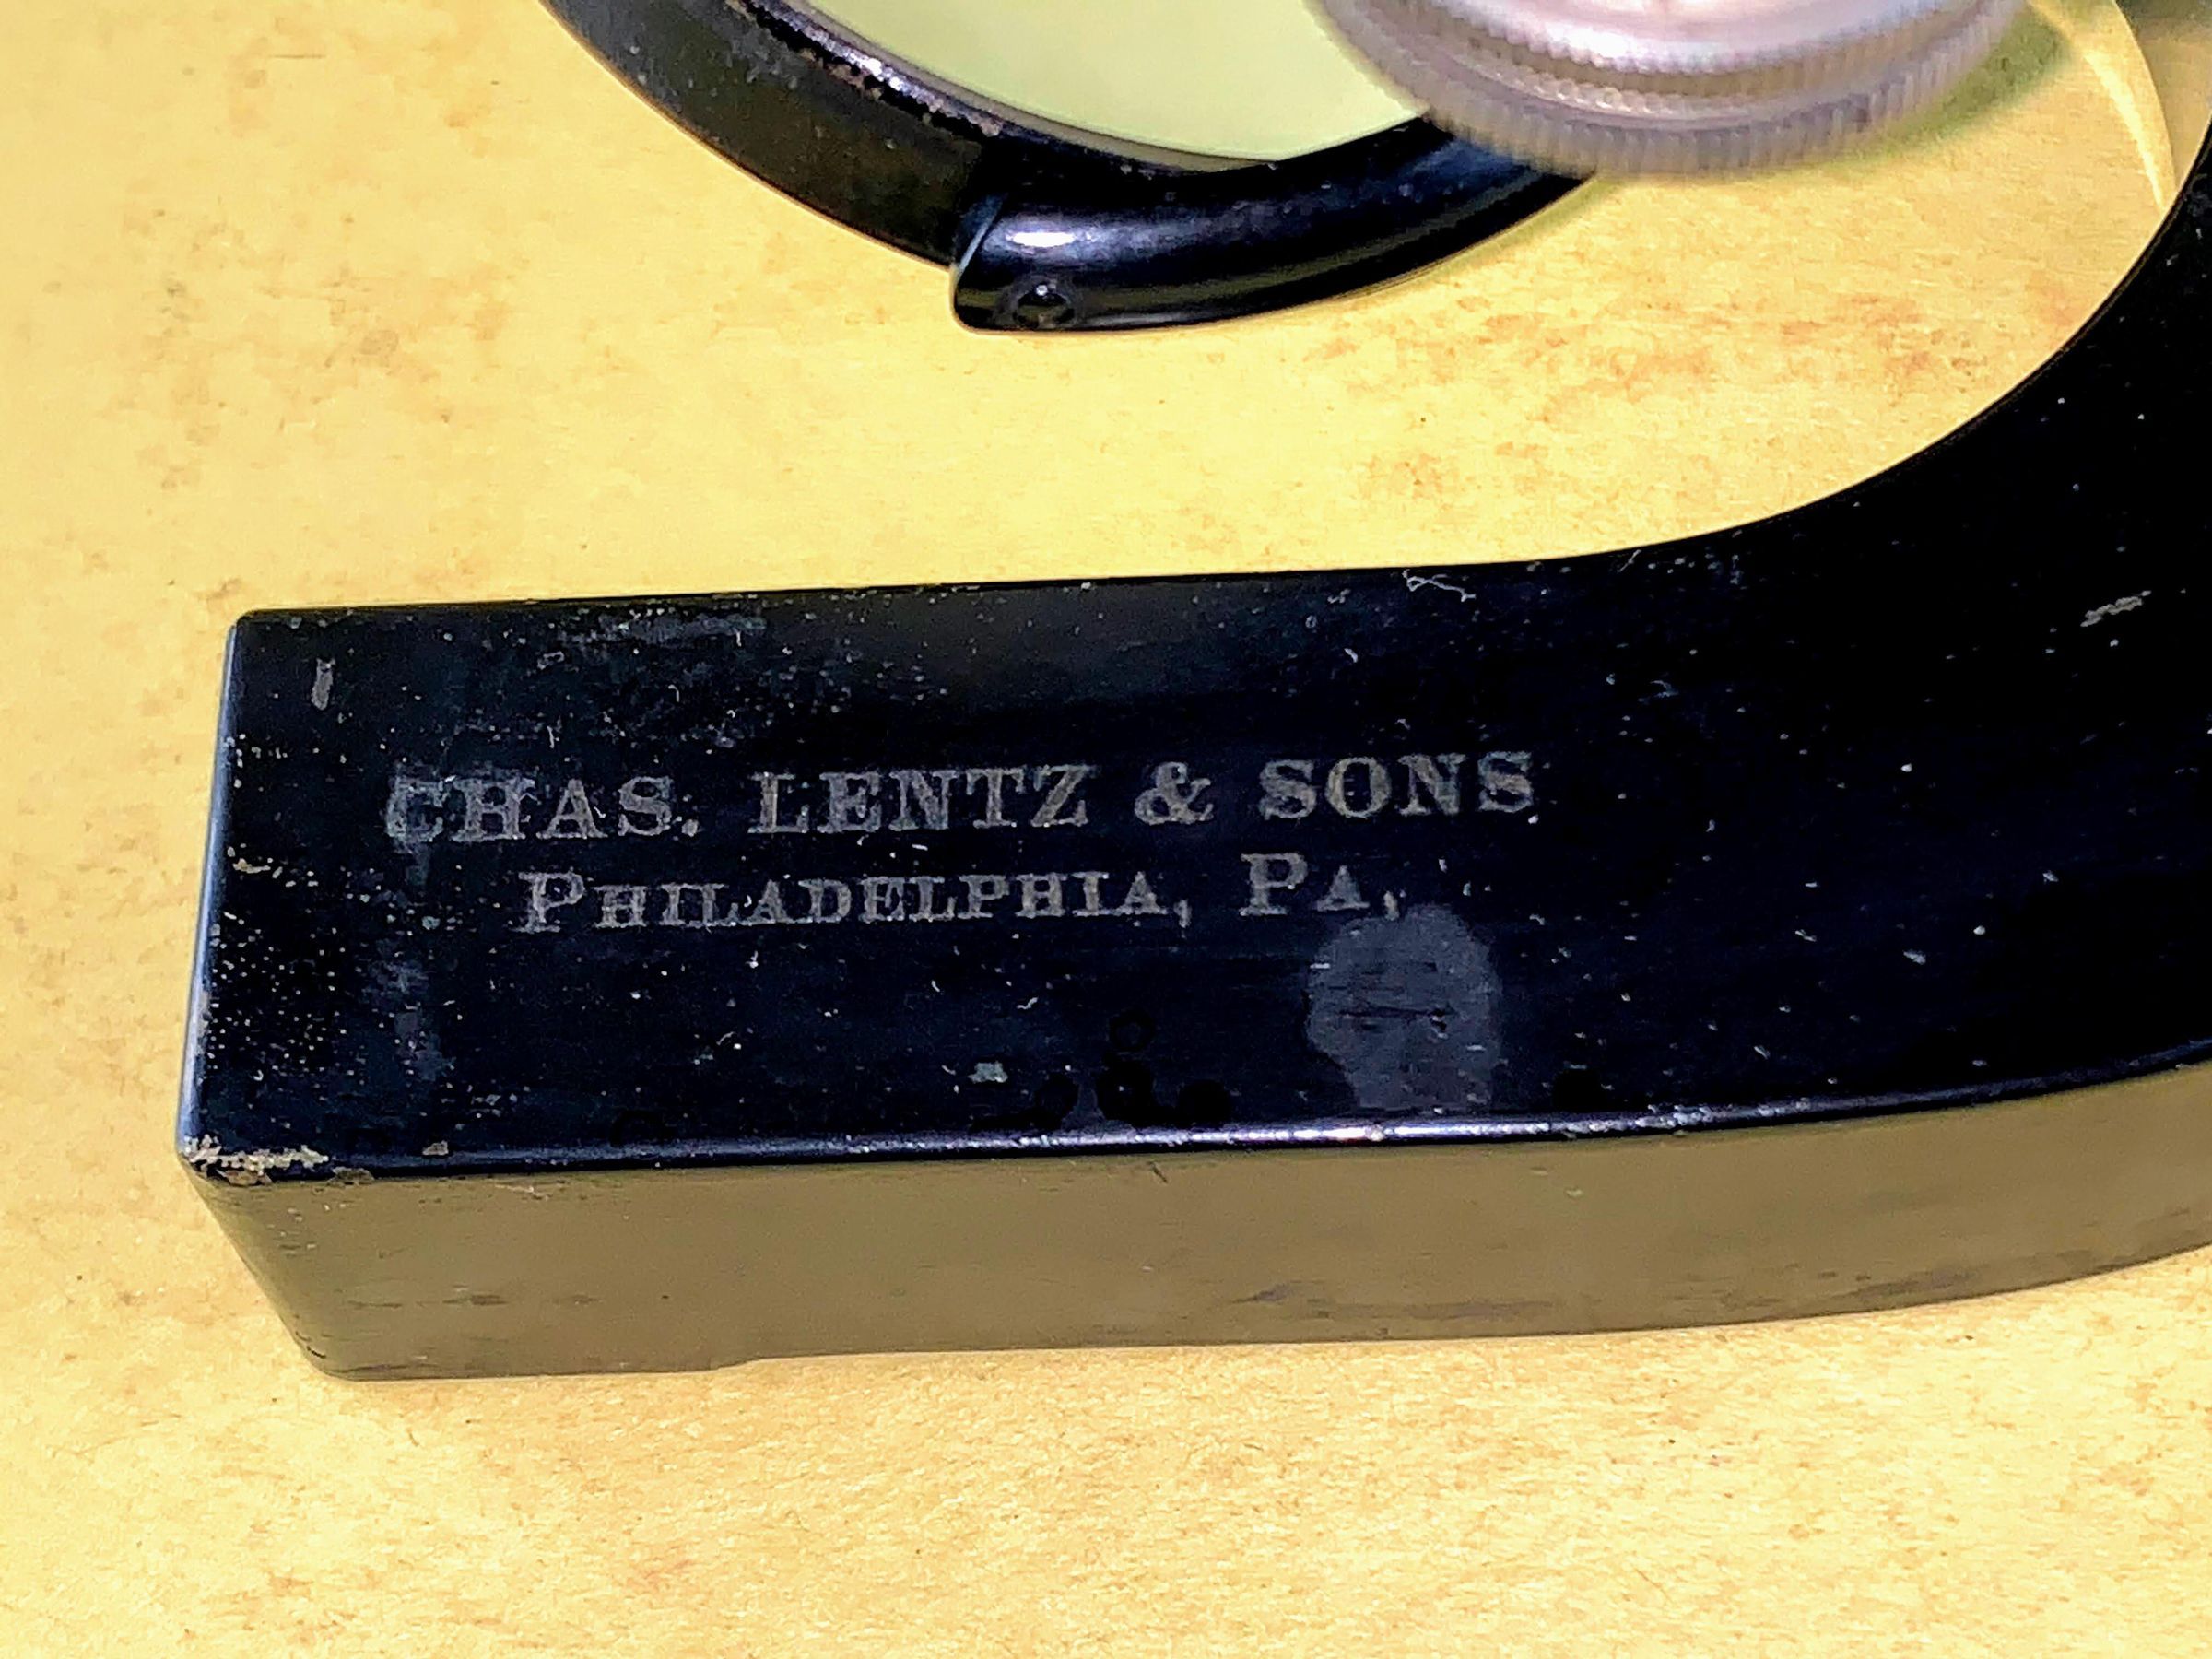 CHAS. LENTZ & SONS
PHILADELPHIA, PA,